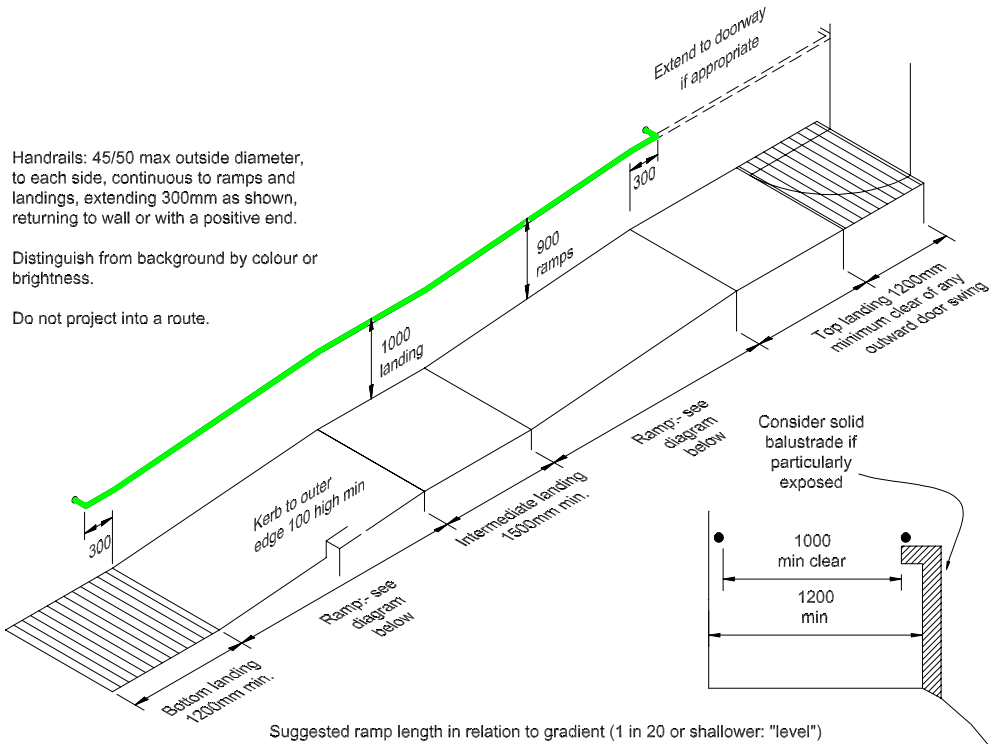 Extend to doorway
if appropriate
Handrails: 45/50 max outside diameter,
to each side, continuous to ramps and
landings, extending 300mm as shown,
returning to wall or with a positive end.
Distinguish from background by colour or
brightness.
Do not project into a route.
300
900
ramps
1000
landing
Top landing 1200mm
minimum clear of any
outward door swing
Ramp:- see
diagram
below
Consider solid
balustrade if
particularly
exposed
Kerb to outer
edge 100 high min
Intermediate landing
1500mm min.
300
Ramp:- see
diagram
below
1000
min clear
1200
min
Bottom landing
1200mm min.
Suggested ramp length in relation to gradient (1 in 20 or shallower: "level")